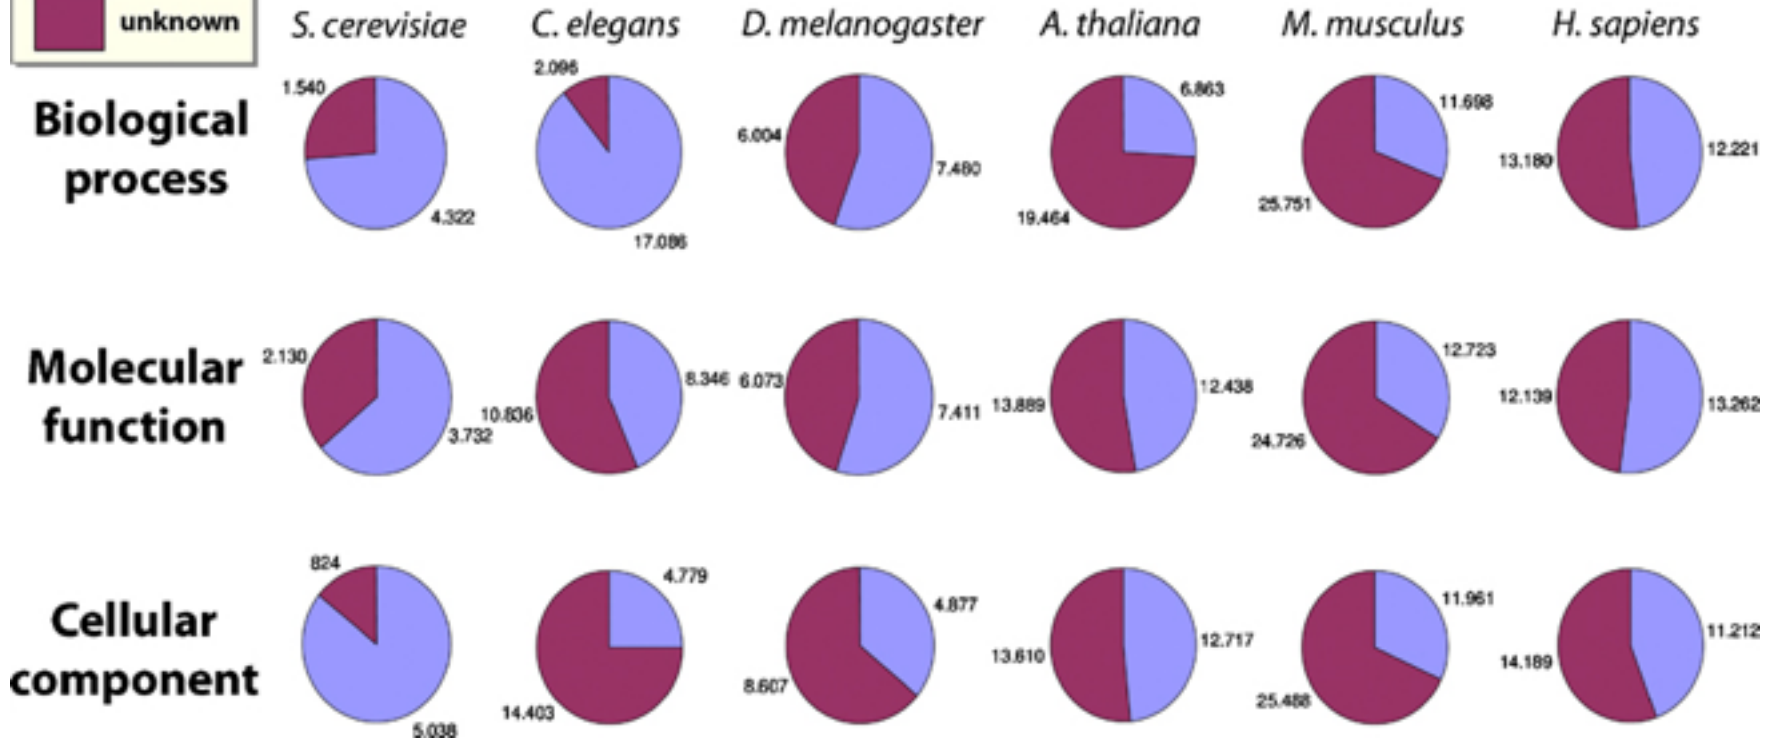 unknown
S. cerevisiae
C. elegans
D. melanogaster
A. thaliana
M. musculus
H. sapiens
Biological
process
1.540
4.322
2.096
17.086
6.004
7.480
6.863
19.464
11.698
25.751
13.180
12.221
Molecular
function
2.130
3.732
10.836
8.346
6.073
7.411
13.889
12.438
12.723
24.726
12.139
13.262
Cellular
component
824
5.038
4.779
14.403
4.877
8.607
13.610
12.717
11.961
25.488
14.189
11.212